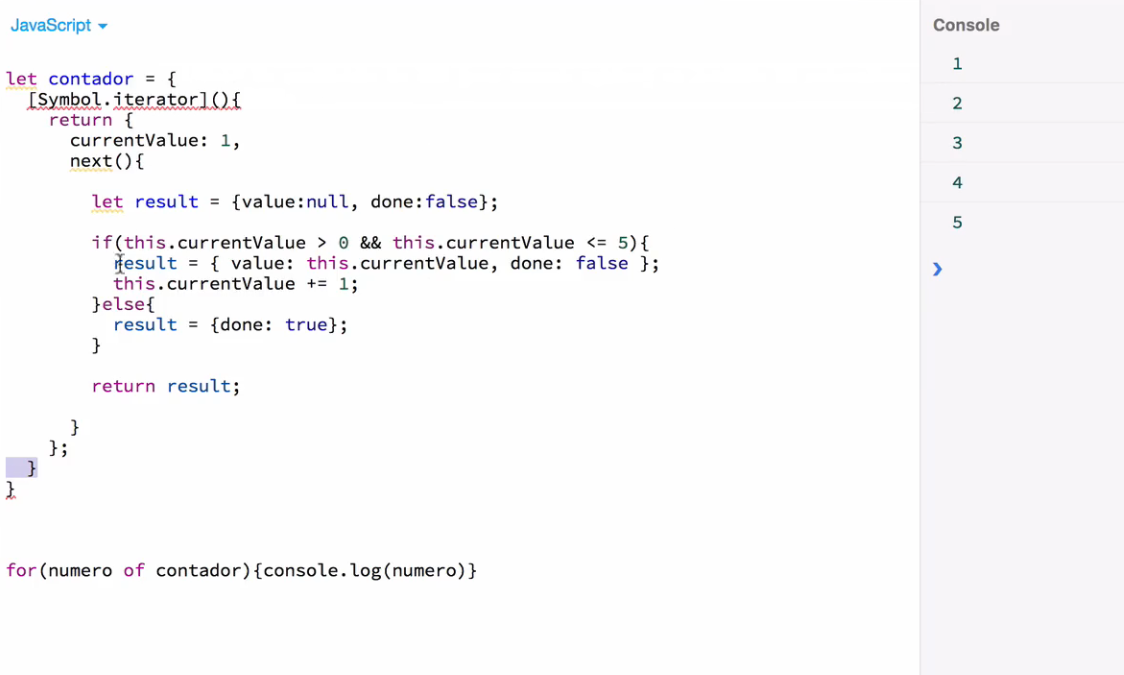 JavaScript
let contador = {
  [Symbol.iterator](){
    return {
      currentValue: 1,
      next(){
        let result = {value:null, done:false};
        if(this.currentValue > 0 && this.currentValue <= 5){
          result = { value: this.currentValue, done: false };
          this.currentValue += 1;
        }else{
          result = {done: true};
        }
        return result;
      }
    };
  }
}
for(numero of contador){console.log(numero)}
Console
1
2
3
4
5
❯